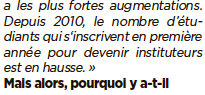 a les plus fortes augmentations.
Depuis 2010, le nombre d'étu-
diants qui s'inscrivent en première
année pour devenir instituteurs
est en hausse. »
Mais alors, pourquoi y a-t-il